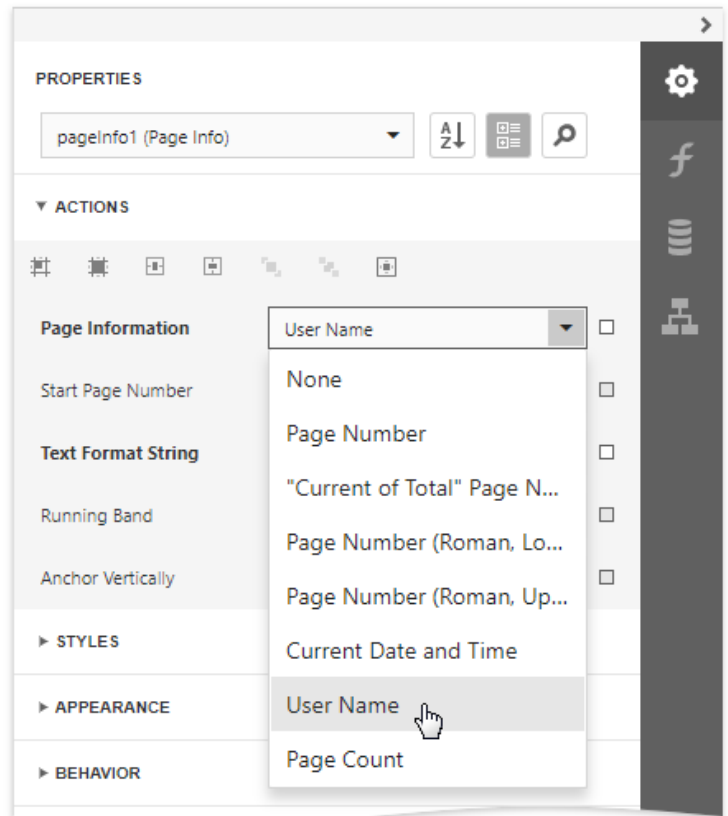 PROPERTIES
pageInfo1 (Page Info)
A
Z
ACTIONS
Page Information
User Name
None
Start Page Number
Page Number
Text Format String
"Current of Total" Page N...
Running Band
Page Number (Roman, Lo...
Anchor Vertically
Page Number (Roman, Up...
STYLES
Current Date and Time
APPEARANCE
User Name
BEHAVIOR
Page Count